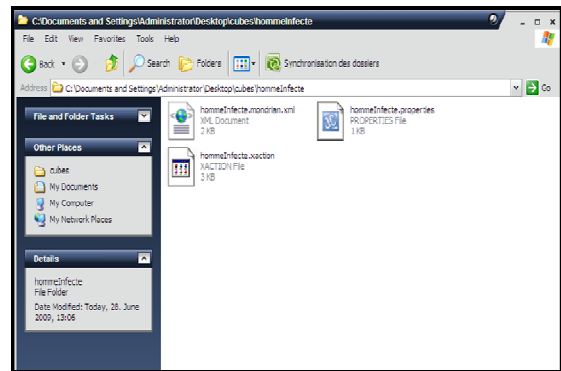 C:\Documents and Settings\Administrator\Desktop\cubes\hommeInfecte
File Edit View Favorites Tools Help
Back Search Folders Synchronisation des dossiers
Address C:\Documents and Settings\Administrator\Desktop\cubes\hommeInfecte Go
File and Folder Tasks
Other Places
cubes
My Documents
My Computer
My Network Places
Details
hommeInfecte
File Folder
Date Modified: Today, 28. June
2009, 13:06
hommeInfecte.mondrian.xml
XML Document
2 KB
hommeInfecte.properties
PROPERTIES File
1 KB
hommeInfecte.xaction
XACTION File
3 KB